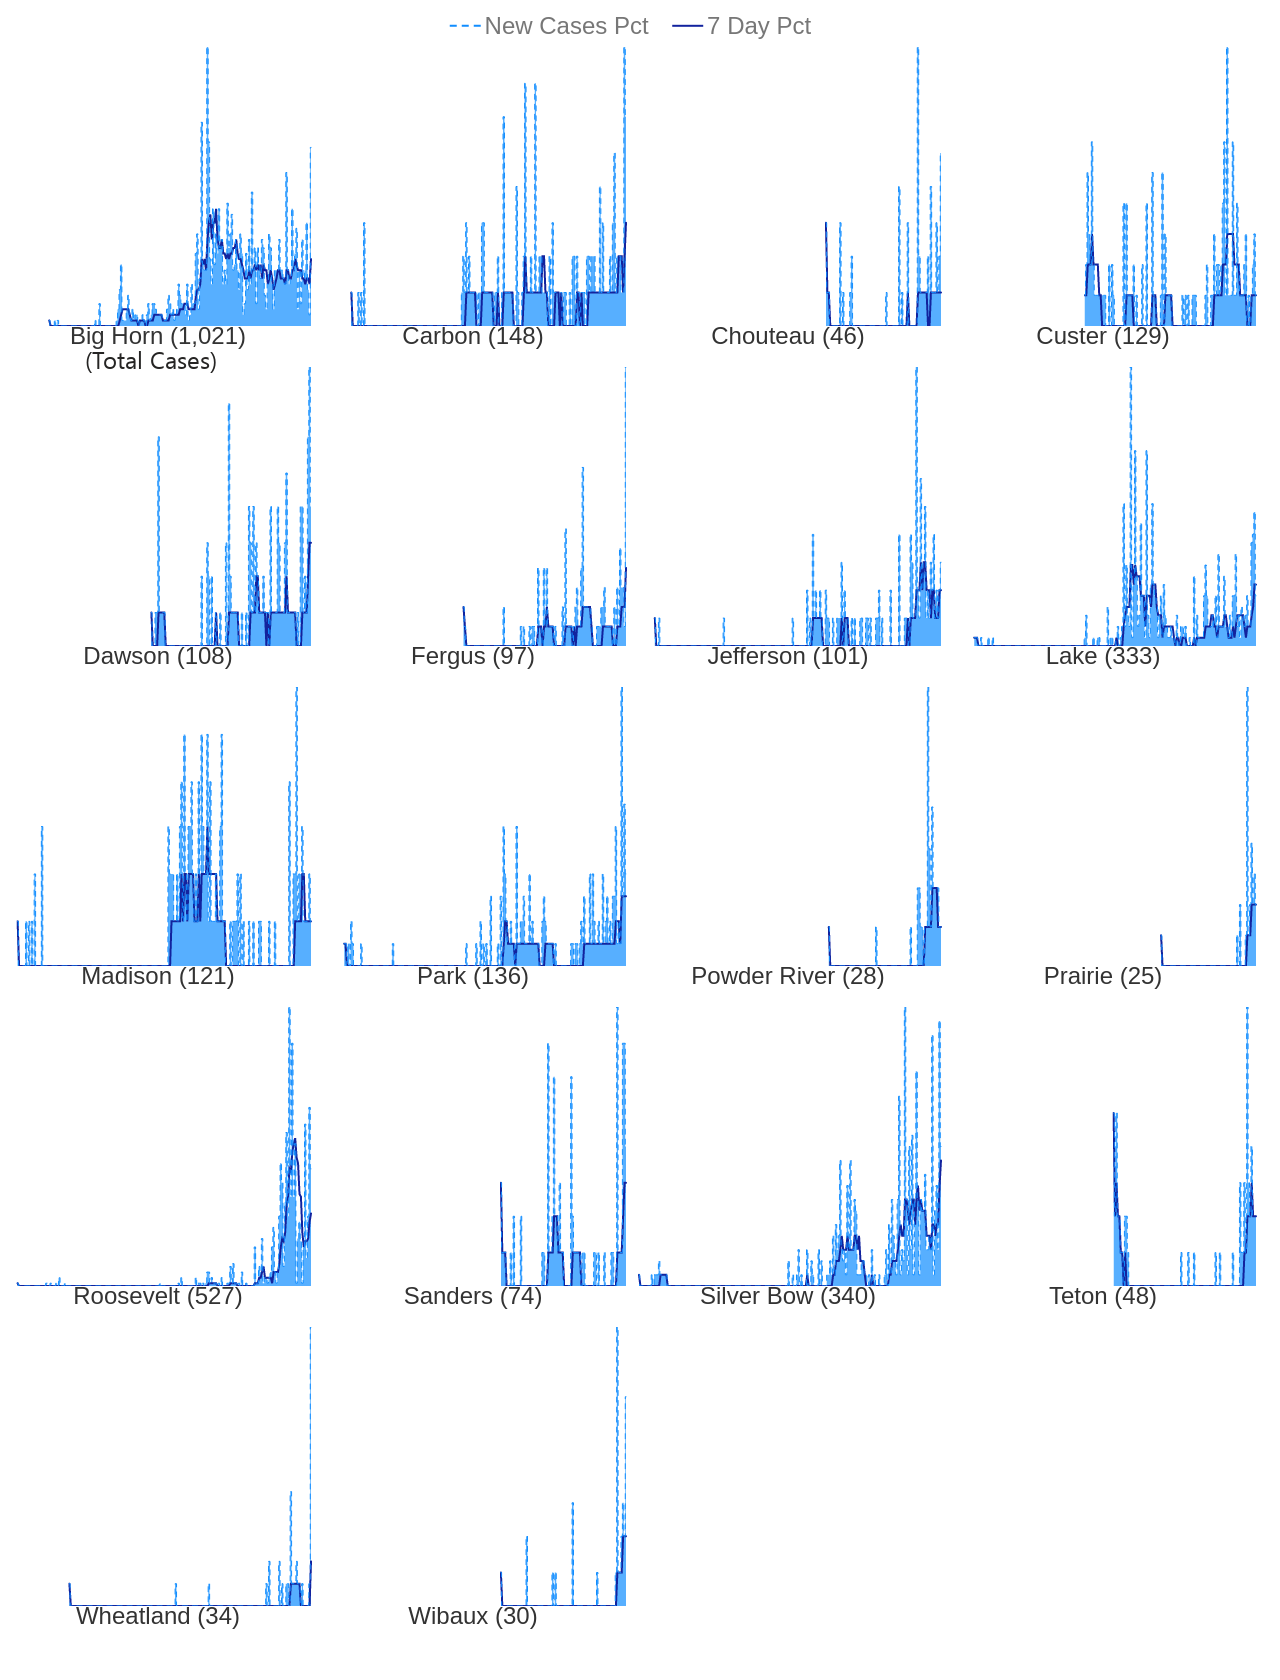 New Cases Pct 7 Day Pct
Big Horn (1,021) Carbon (148) Chouteau (46) Custer (129)
(Total Cases)
Dawson (108) Fergus (97) Jefferson (101) Lake (333)
Madison (121) Park (136) Powder River (28) Prairie (25)
Roosevelt (527) Sanders (74) Silver Bow (340) Teton (48)
Wheatland (34) Wibaux (30)